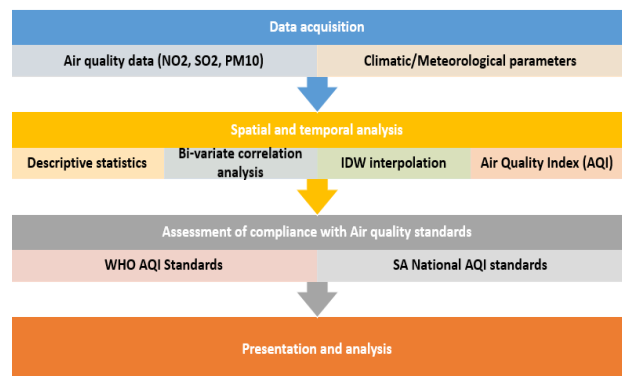 Data acquisition
Air quality data (NO2, SO2, PM10)
Climatic/Meteorological parameters
Spatial and temporal analysis
Descriptive statistics
Bi-variate correlation
analysis
IDW interpolation
Air Quality Index (AQI)
Assessment of compliance with Air quality standards
WHO AQI Standards
SA National AQI standards
Presentation and analysis